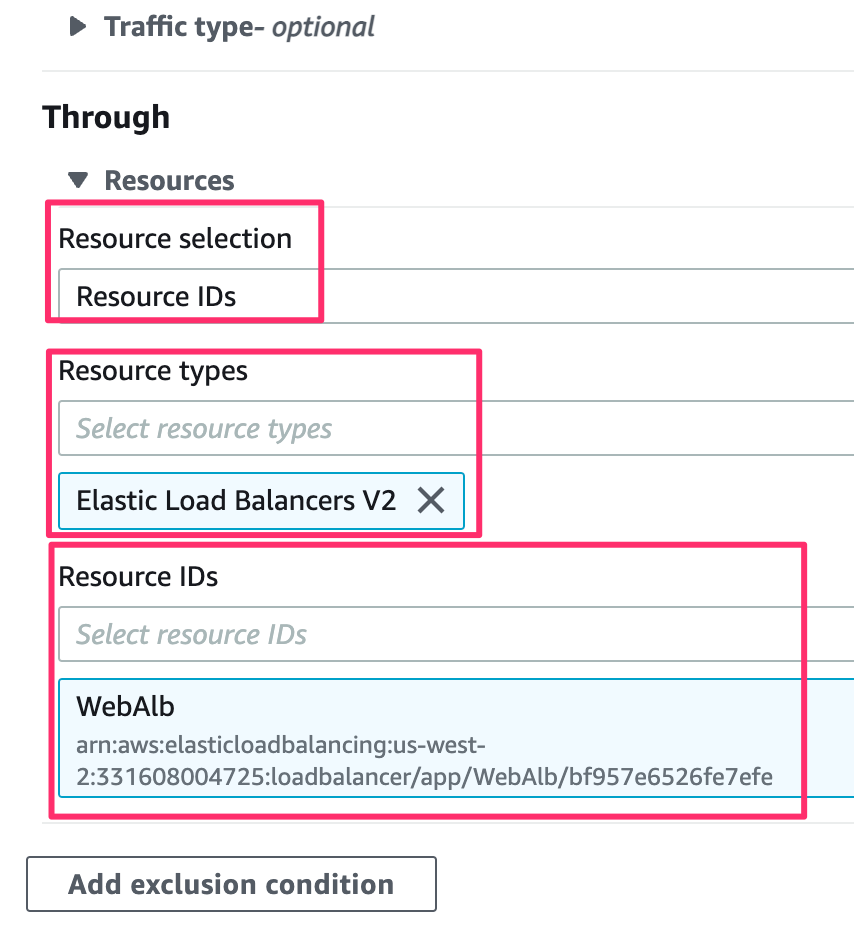 Traffic type- optional
Through
Resources
Resource selection
Resource IDs
Resource types
Select resource types
Elastic Load Balancers V2
Resource IDs
Select resource IDs
WebAlb
arn:aws:elasticloadbalancing:us-west-
2:331608004725:loadbalancer/app/WebAlb/bf957e6526fe7efe
Add exclusion condition